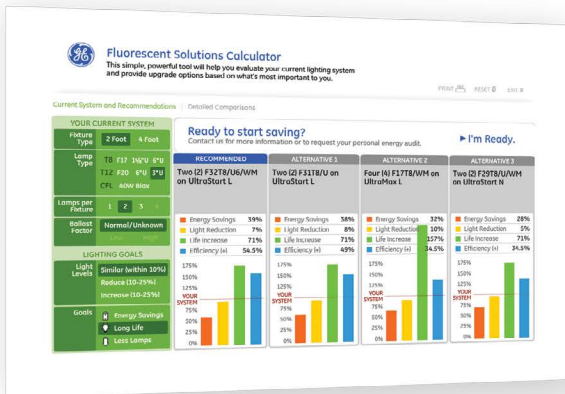 Fluorescent Solutions Calculator
This simple, powerful tool will help you evaluate your current lighting system
and provide upgrade options based on what's most important to you.
PRINT RESET EXIT
Current System and Recommendations | Detailed Comparisons
YOUR CURRENT SYSTEM
Fixture Type 2 Foot 4 Foot
Lamp Type T8 F17 1⅝"U 6"U
T12 F20 6"U 3"U
CFL 40W Biax
Lamps per Fixture 1 2 3
Ballast Factor Normal/Unknown
Low High
LIGHTING GOALS
Light Levels Similar (within 10%)
Reduce (10-25%)
Increase (10-25%)
Goals Energy Savings
Long Life
Less Lamps
Ready to start saving?
Contact us for more information or to request your personal energy audit.
I'm Ready.
RECOMMENDED
Two (2) F32T8/U6/WM
on UltraStart L
Energy Savings 39%
Light Reduction 7%
Life Increase 71%
Efficiency (+) 54.5%
175%
150%
125%
YOUR SYSTEM
75%
50%
25%
0%
ALTERNATIVE 1
Two (2) F31T8/U on
UltraStart L
Energy Savings 38%
Light Reduction 8%
Life Increase 71%
Efficiency (+) 49%
175%
150%
125%
YOUR SYSTEM
75%
50%
25%
0%
ALTERNATIVE 2
Four (4) F17T8/WM on
UltraMax L
Energy Savings 32%
Light Reduction 10%
Life Increase 157%
Efficiency (+) 34.5%
175%
150%
125%
YOUR SYSTEM
75%
50%
25%
0%
ALTERNATIVE 3
Two (2) F29T8/U/WM
on UltraStart N
Energy Savings 28%
Light Reduction 5%
Life Increase 71%
Efficiency (+) 34.5%
175%
150%
125%
YOUR SYSTEM
75%
50%
25%
0%